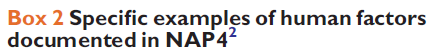 Box 2 Specific examples of human factors
documented in NAP4²